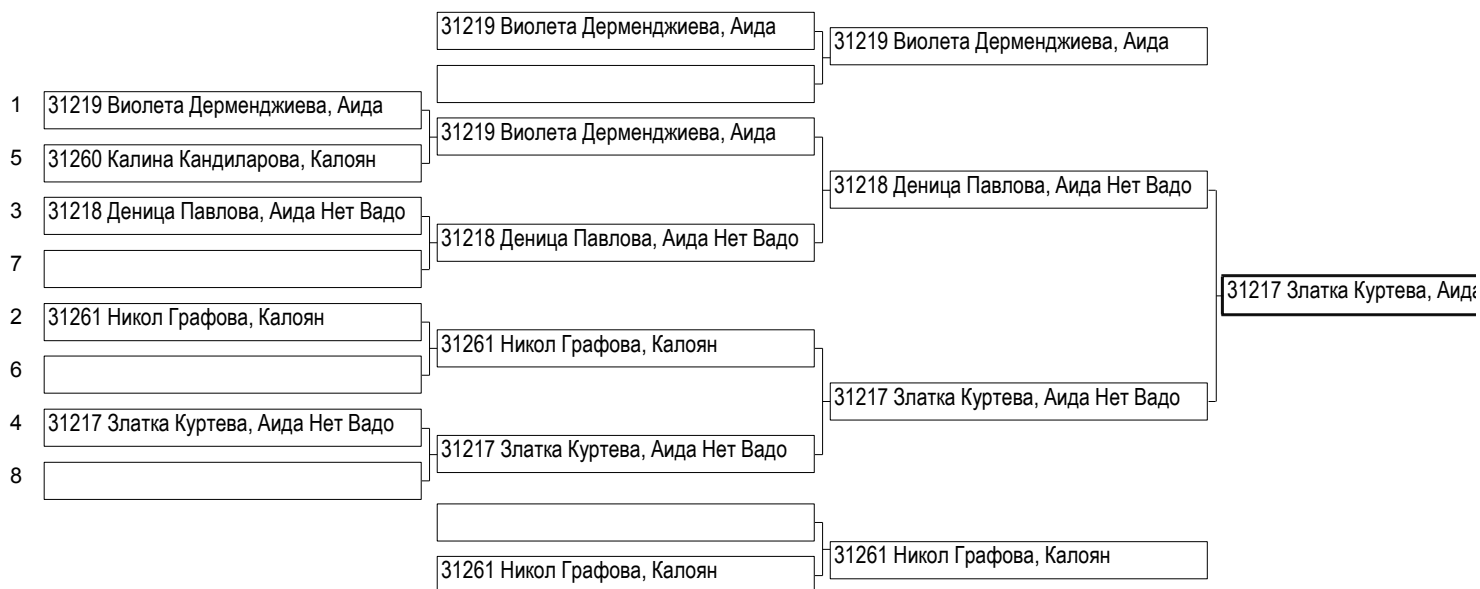 31219 Виолета Дерменджиева, Аида
31219 Виолета Дерменджиева, Аида
1 31219 Виолета Дерменджиева, Аида
31219 Виолета Дерменджиева, Аида
5 31260 Калина Кандиларова, Калоян
31218 Деница Павлова, Аида Нет Вадо
3 31218 Деница Павлова, Аида Нет Вадо
31218 Деница Павлова, Аида Нет Вадо
7
31217 Златка Куртева, Аида
2 31261 Никол Графова, Калоян
31261 Никол Графова, Калоян
6
31217 Златка Куртева, Аида Нет Вадо
4 31217 Златка Куртева, Аида Нет Вадо
31217 Златка Куртева, Аида Нет Вадо
8
31261 Никол Графова, Калоян
31261 Никол Графова, Калоян